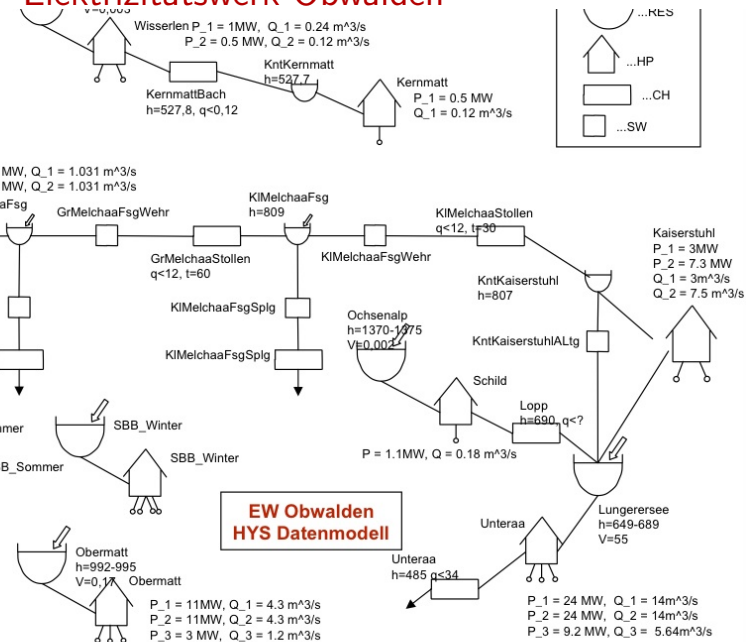 Elektrizitätswerk Obwalden
V=0,003
Wisserlen P_1 = 1MW, Q_1 = 0.24 m^3/s
P_2 = 0.5 MW, Q_2 = 0.12 m^3/s
KntKernmatt
h=527,7
KernmattBach
h=527,8, q<0,12
Kernmatt
P_1 = 0.5 MW
Q_1 = 0.12 m^3/s
...RES
...HP
...CH
...SW
MW, Q_1 = 1.031 m^3/s
MW, Q_2 = 1.031 m^3/s
aFsg
GrMelchaaFsgWehr
GrMelchaaStollen
q<12, t=60
KlMelchaaFsg
h=809
KlMelchaaFsgWehr
KlMelchaaStollen
q<12, t=30
KntKaiserstuhl
h=807
Kaiserstuhl
P_1 = 3MW
P_2 = 7.3 MW
Q_1 = 3m^3/s
Q_2 = 7.5 m^3/s
KlMelchaaFsgSplg
KlMelchaaFsgSplg
Ochsenalp
h=1370-1375
V=0,002
KntKaiserstuhlALtg
Schild
P = 1.1MW, Q = 0.18 m^3/s
Lopp
h=690, q<?
mer
B_Sommer
SBB_Winter
SBB_Winter
EW Obwalden
HYS Datenmodell
Lungerersee
h=649-689
V=55
Unteraa
Unteraa
h=485 q<34
P_1 = 24 MW, Q_1 = 14m^3/s
P_2 = 24 MW, Q_2 = 14m^3/s
P_3 = 9.2 MW, Q_3 = 5.64m^3/s
Obermatt
h=992-995
V=0,17
Obermatt
P_1 = 11MW, Q_1 = 4.3 m^3/s
P_2 = 11MW, Q_2 = 4.3 m^3/s
P_3 = 3 MW, Q_3 = 1.2 m^3/s